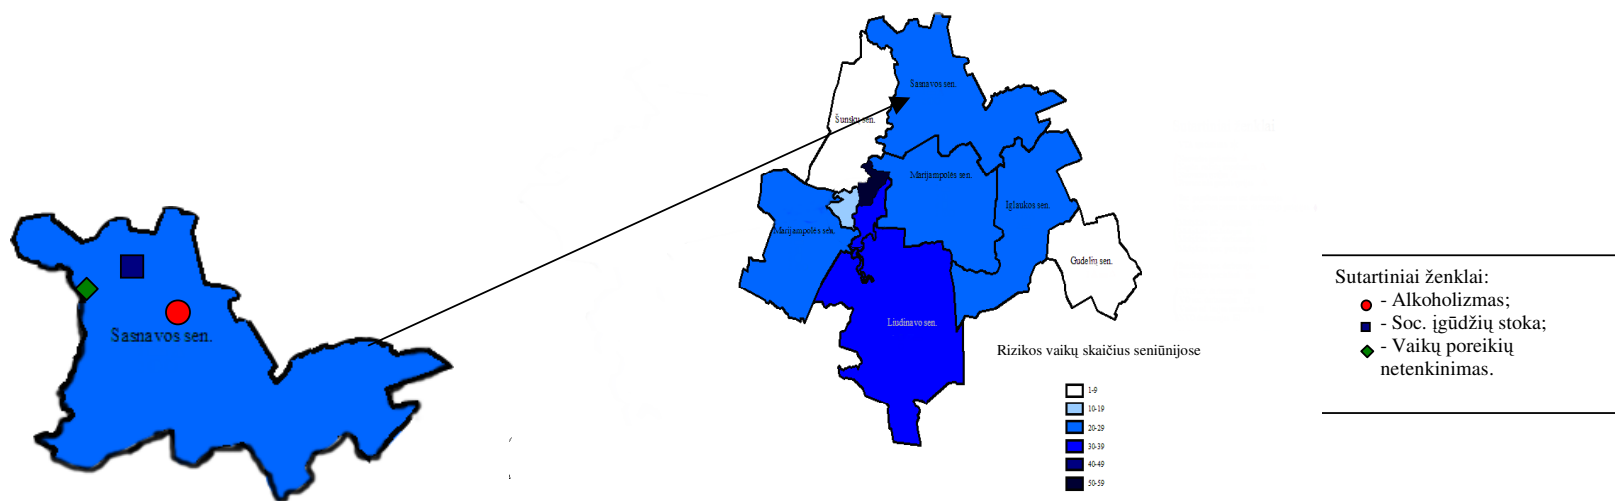 Sasnavos sen.
Sasnavos sen.
Šunskų sen.
Marijampolės sen.
Marijampolės sen.
Igliaukos sen.
Gudelių sen.
Liudinavo sen.
Rizikos vaikų skaičius seniūnijose
1-9
10-19
20-29
30-39
40-49
50-59
Sutartiniai ženklai:
- Alkoholizmas;
- Soc. įgūdžių stoka;
- Vaikų poreikių
netenkinimas.